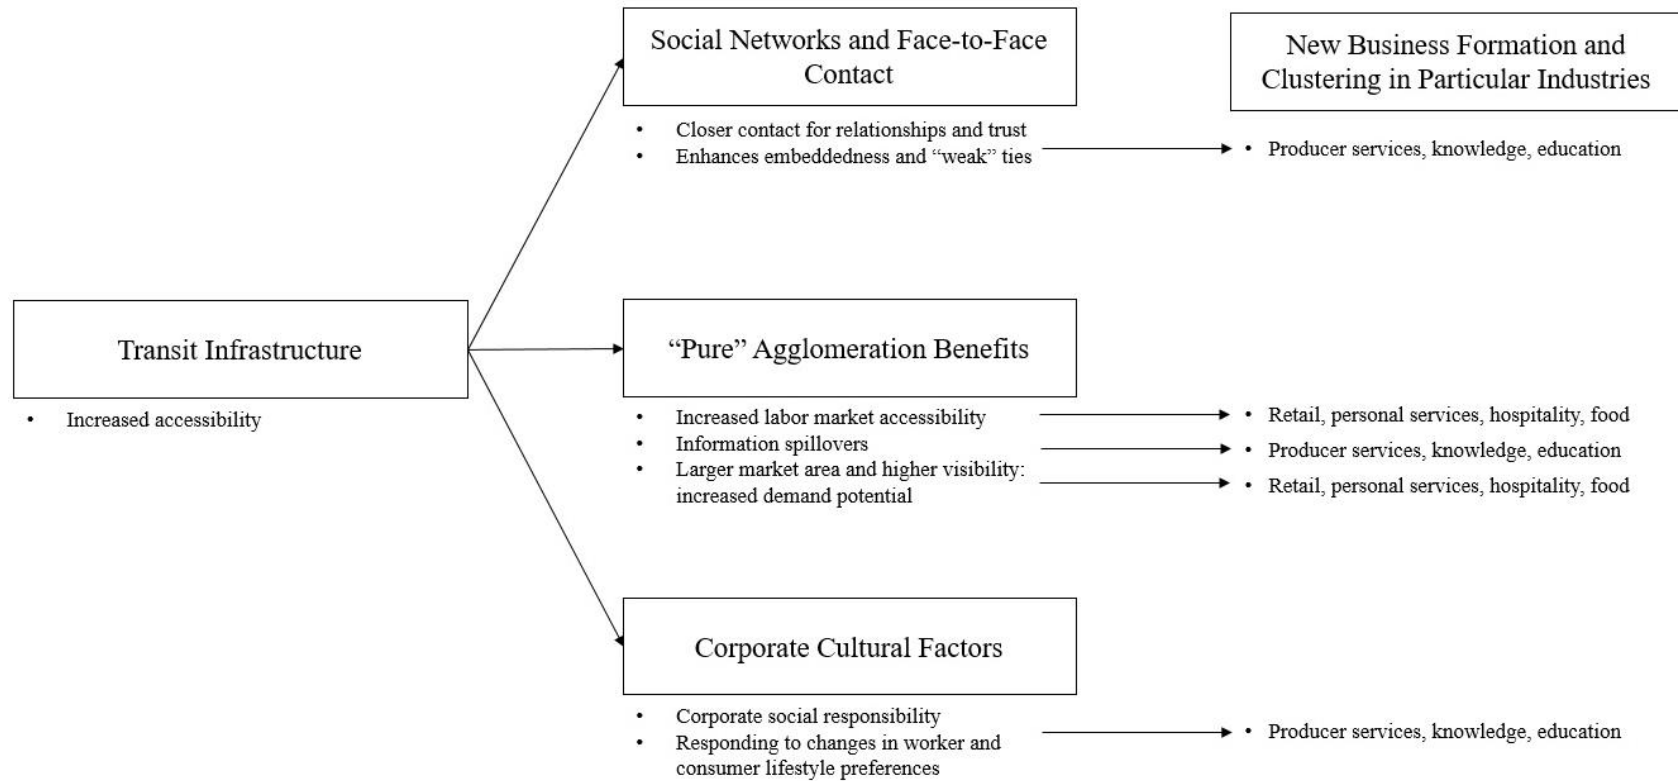 Social Networks and Face-to-Face
Contact
• Closer contact for relationships and trust
• Enhances embeddedness and “weak” ties
New Business Formation and
Clustering in Particular Industries
• Producer services, knowledge, education
Transit Infrastructure
• Increased accessibility
“Pure” Agglomeration Benefits
• Increased labor market accessibility
• Information spillovers
• Larger market area and higher visibility:
increased demand potential
• Retail, personal services, hospitality, food
• Producer services, knowledge, education
• Retail, personal services, hospitality, food
Corporate Cultural Factors
• Corporate social responsibility
• Responding to changes in worker and
consumer lifestyle preferences
• Producer services, knowledge, education